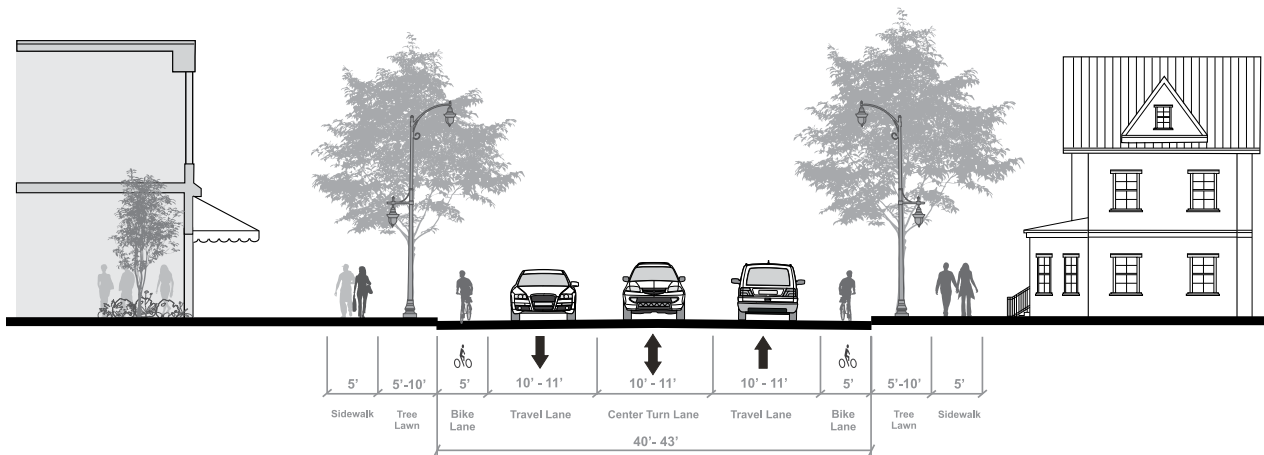 5' 5'-10' 5' 10' - 11' 10' - 11' 10' - 11' 5' 5'-10' 5'
Sidewalk Tree Lawn Bike Lane Travel Lane Center Turn Lane Travel Lane Bike Lane Tree Lawn Sidewalk
40'- 43'